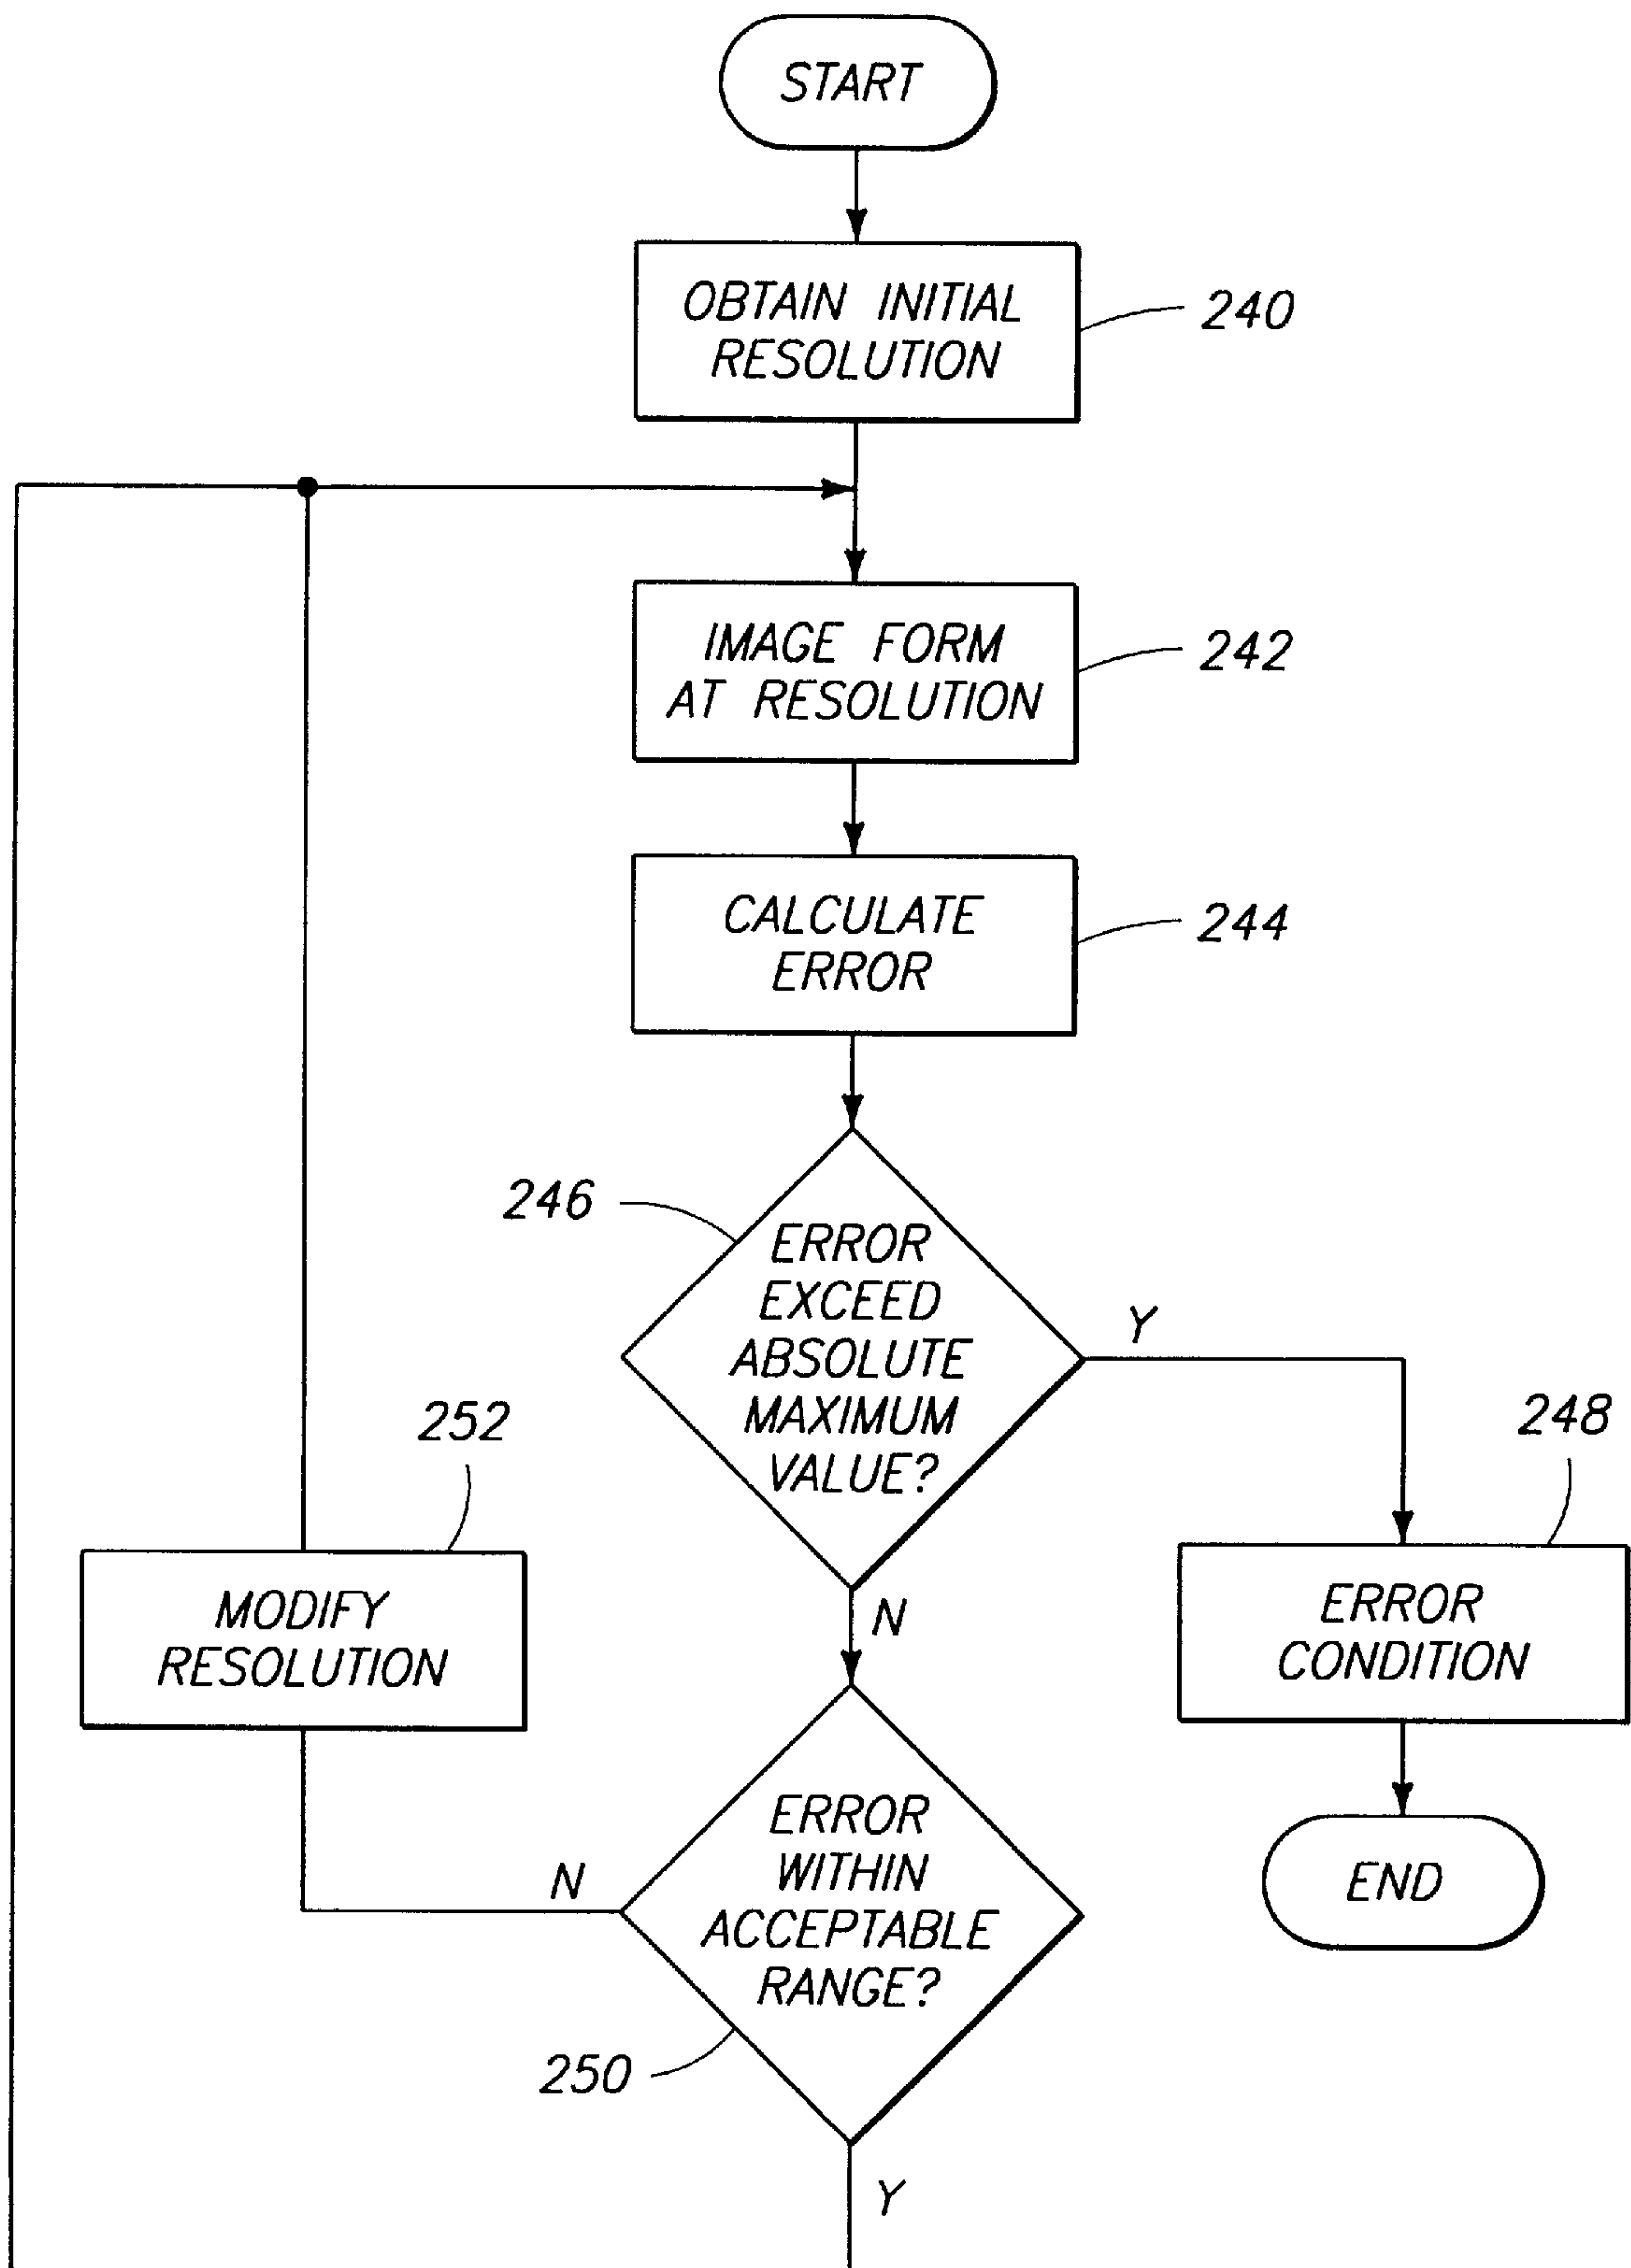 START
OBTAIN INITIAL
RESOLUTION
240
IMAGE FORM
AT RESOLUTION
242
CALCULATE
ERROR
244
246
ERROR
EXCEED
ABSOLUTE
MAXIMUM
VALUE?
Y
N
248
ERROR
CONDITION
END
252
MODIFY
RESOLUTION
N
ERROR
WITHIN
ACCEPTABLE
RANGE?
250
Y